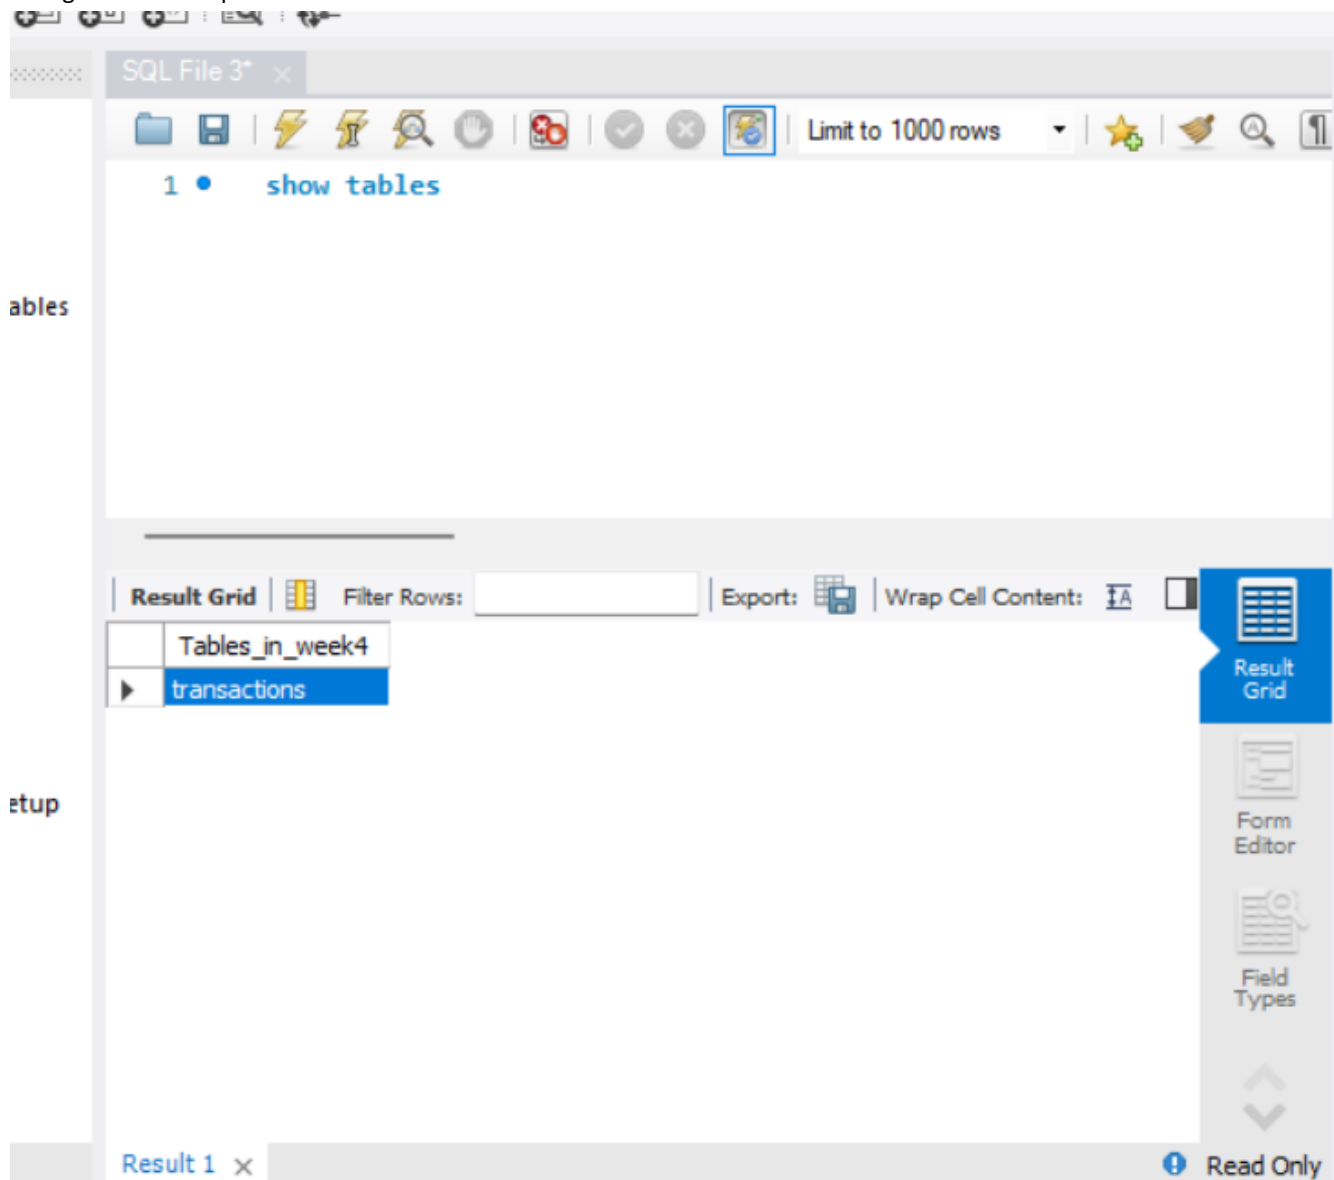 SQL File 3*
Limit to 1000 rows
1 show tables
ables
Result Grid Filter Rows: Export: Wrap Cell Content:
Tables_in_week4
transactions
Result
Grid
etup
Form
Editor
Field
Types
Result 1
Read Only